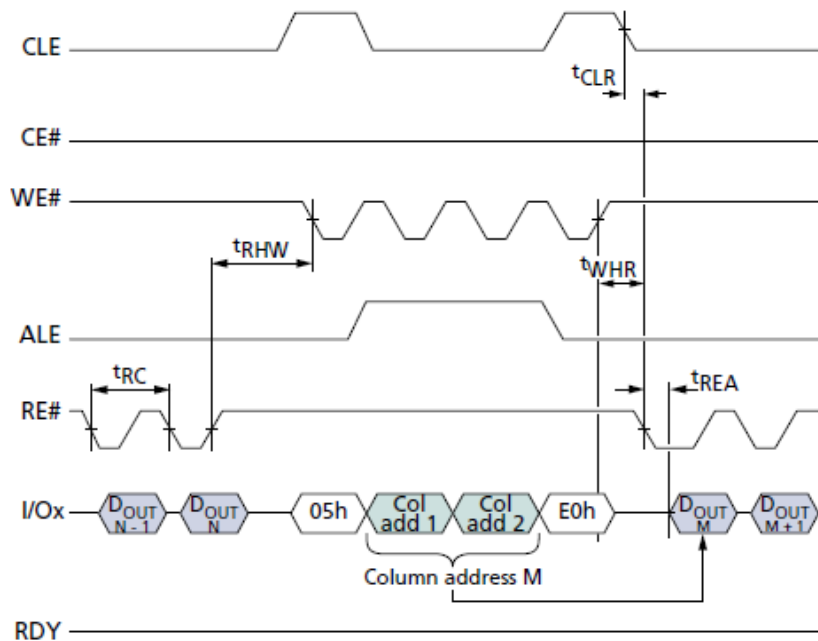 CLE
tCLR
CE#
WE#
tRHW
tWHR
ALE
tRC
tREA
RE#
I/Ox
DOUT
N - 1
DOUT
N
05h
Col
add 1
Col
add 2
E0h
DOUT
M
DOUT
M + 1
Column address M
RDY